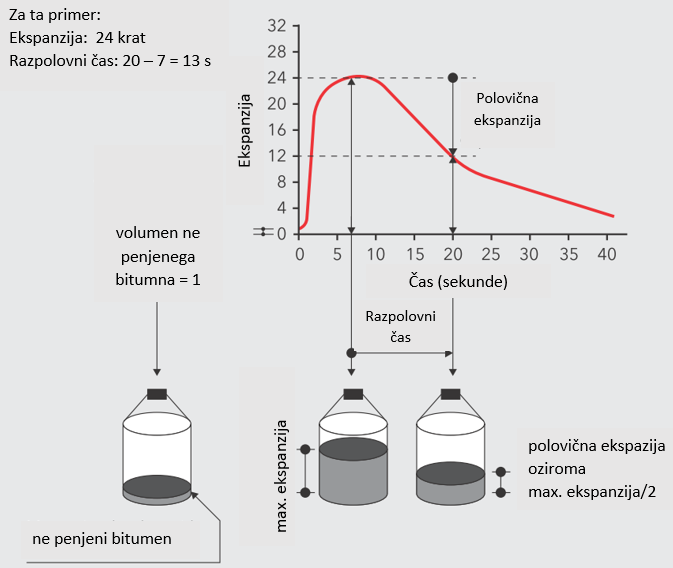 Za ta primer:
Ekspanzija: 24 krat
Razpolovni čas: 20 – 7 = 13 s
Ekspanzija
32
28
24
20
16
12
8
4
0
0 5 10 15 20 25 30 35 40
Čas (sekunde)
Polovična
ekspanzija
volumen ne
penjenega
bitumna = 1
Razpolovni
čas
max. ekspanzija
polovična ekspazija
oziroma
max. ekspanzija/2
ne penjeni bitumen